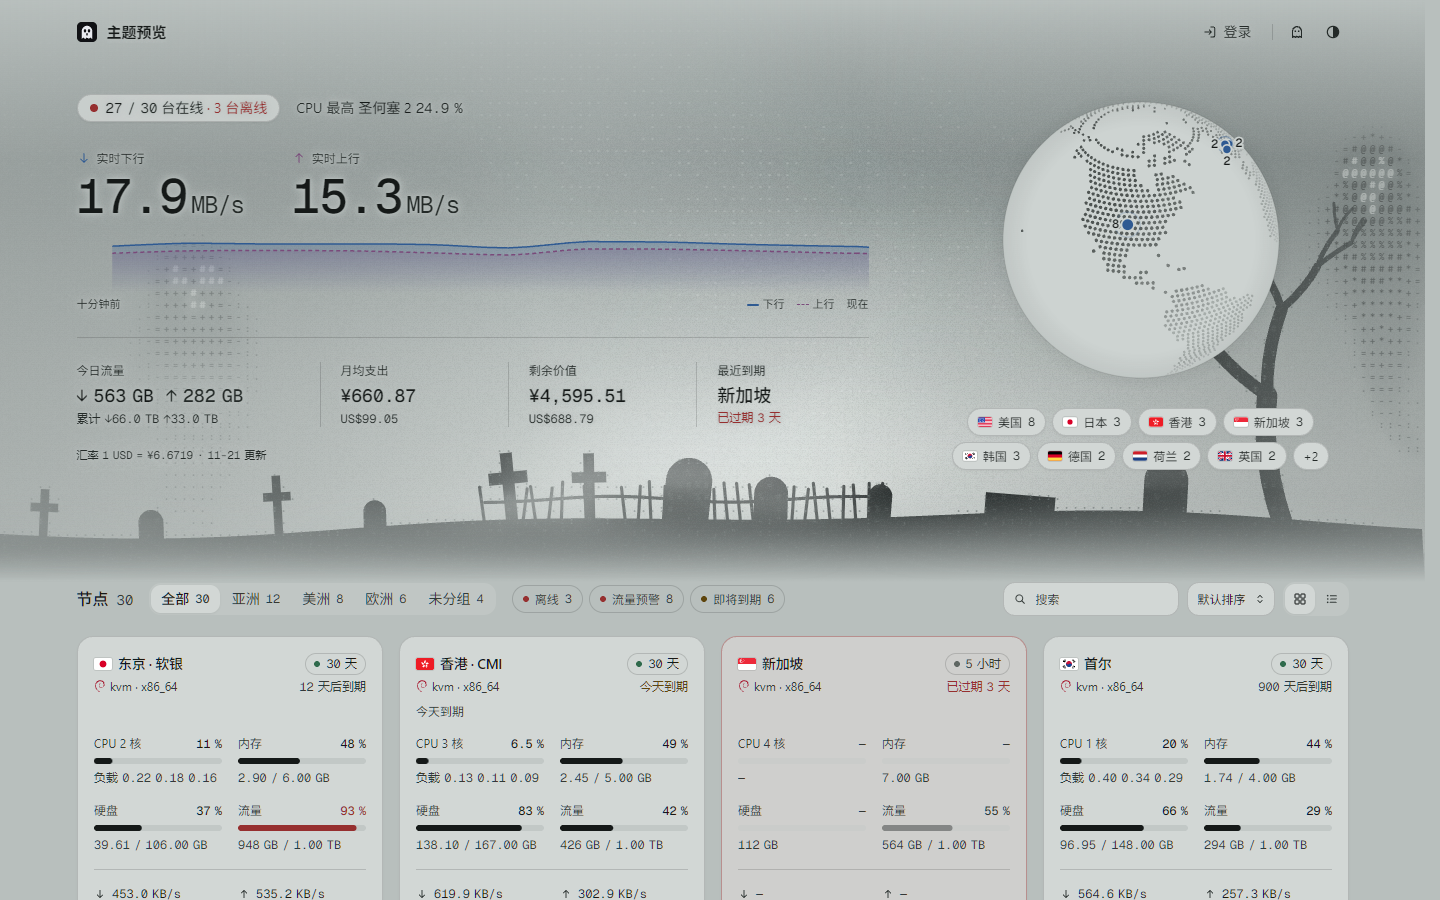 主题预览
登录
27 / 30 台在线 · 3 台离线
CPU 最高 圣何塞 2 24.9 %
↓ 实时下行
↑ 实时上行
17.9 MB/s
15.3 MB/s
十分钟前
下行
上行
现在
2
2
2
8
今日流量
↓ 563 GB ↑ 282 GB
累计 ↓66.0 TB ↑33.0 TB
月均支出
¥660.87
US$99.05
剩余价值
¥4,595.51
US$688.79
最近到期
新加坡
已过期 3 天
汇率 1 USD = ¥6.6719 · 11-21 更新
美国 8
日本 3
香港 3
新加坡 3
韩国 3
德国 2
荷兰 2
英国 2
+2
节点 30
全部 30
亚洲 12
美洲 8
欧洲 6
未分组 4
离线 3
流量预警 8
即将到期 6
搜索
默认排序
东京 · 软银
30 天
kvm · x86_64
12 天后到期
CPU 2 核 11 %
内存 48 %
负载 0.22 0.18 0.16
2.90 / 6.00 GB
硬盘 37 %
流量 93 %
39.61 / 106.00 GB
948 GB / 1.00 TB
↓ 453.0 KB/s
↑ 535.2 KB/s
香港 · CMI
30 天
kvm · x86_64
今天到期
今天到期
CPU 3 核 6.5 %
内存 49 %
负载 0.13 0.11 0.09
2.45 / 5.00 GB
硬盘 83 %
流量 42 %
138.10 / 167.00 GB
426 GB / 1.00 TB
↓ 619.9 KB/s
↑ 302.9 KB/s
新加坡
5 小时
kvm · x86_64
已过期 3 天
CPU 4 核 –
内存 –
–
7.00 GB
硬盘 –
流量 55 %
112 GB
564 GB / 1.00 TB
↓ –
↑ –
首尔
30 天
kvm · x86_64
900 天后到期
CPU 1 核 20 %
内存 44 %
负载 0.40 0.34 0.29
1.74 / 4.00 GB
硬盘 66 %
流量 29 %
96.95 / 148.00 GB
294 GB / 1.00 TB
↓ 564.6 KB/s
↑ 257.3 KB/s